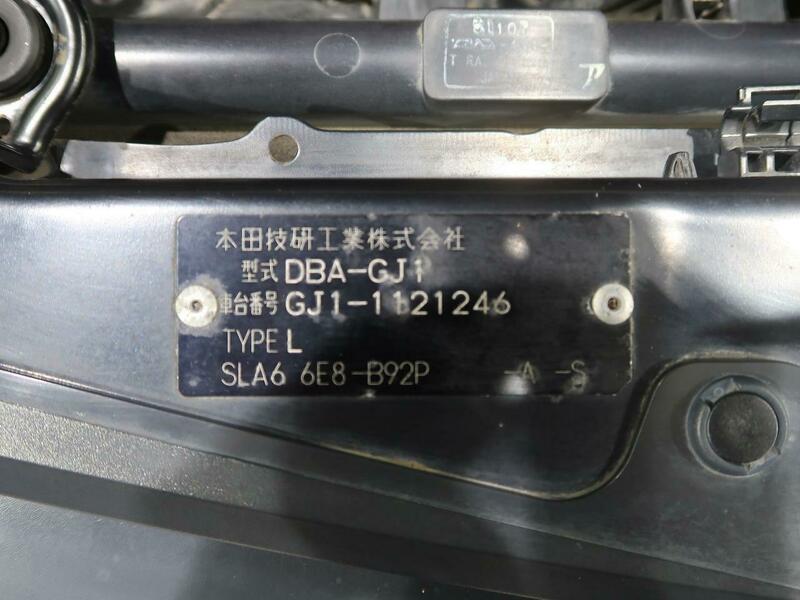 本田技研工業株式会社
型式 DBA-GJ1
車台番号 GJ1-1121246
TYPE L
SLA6 6E8-B92P -A -S